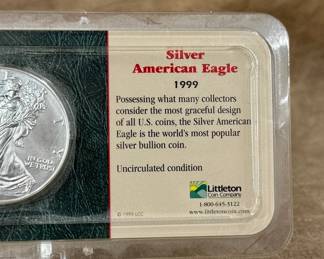 Silver
American Eagle
1999
Possessing what many collectors
consider the most graceful design
of all U.S. coins, the Silver American
Eagle is the world's most popular
silver bullion coin.
Uncirculated condition
Littleton
Coin Company
1-800-645-3122
www.littletoncoin.com
© 1999 LCC
IN GOD
WE TRUST
Y